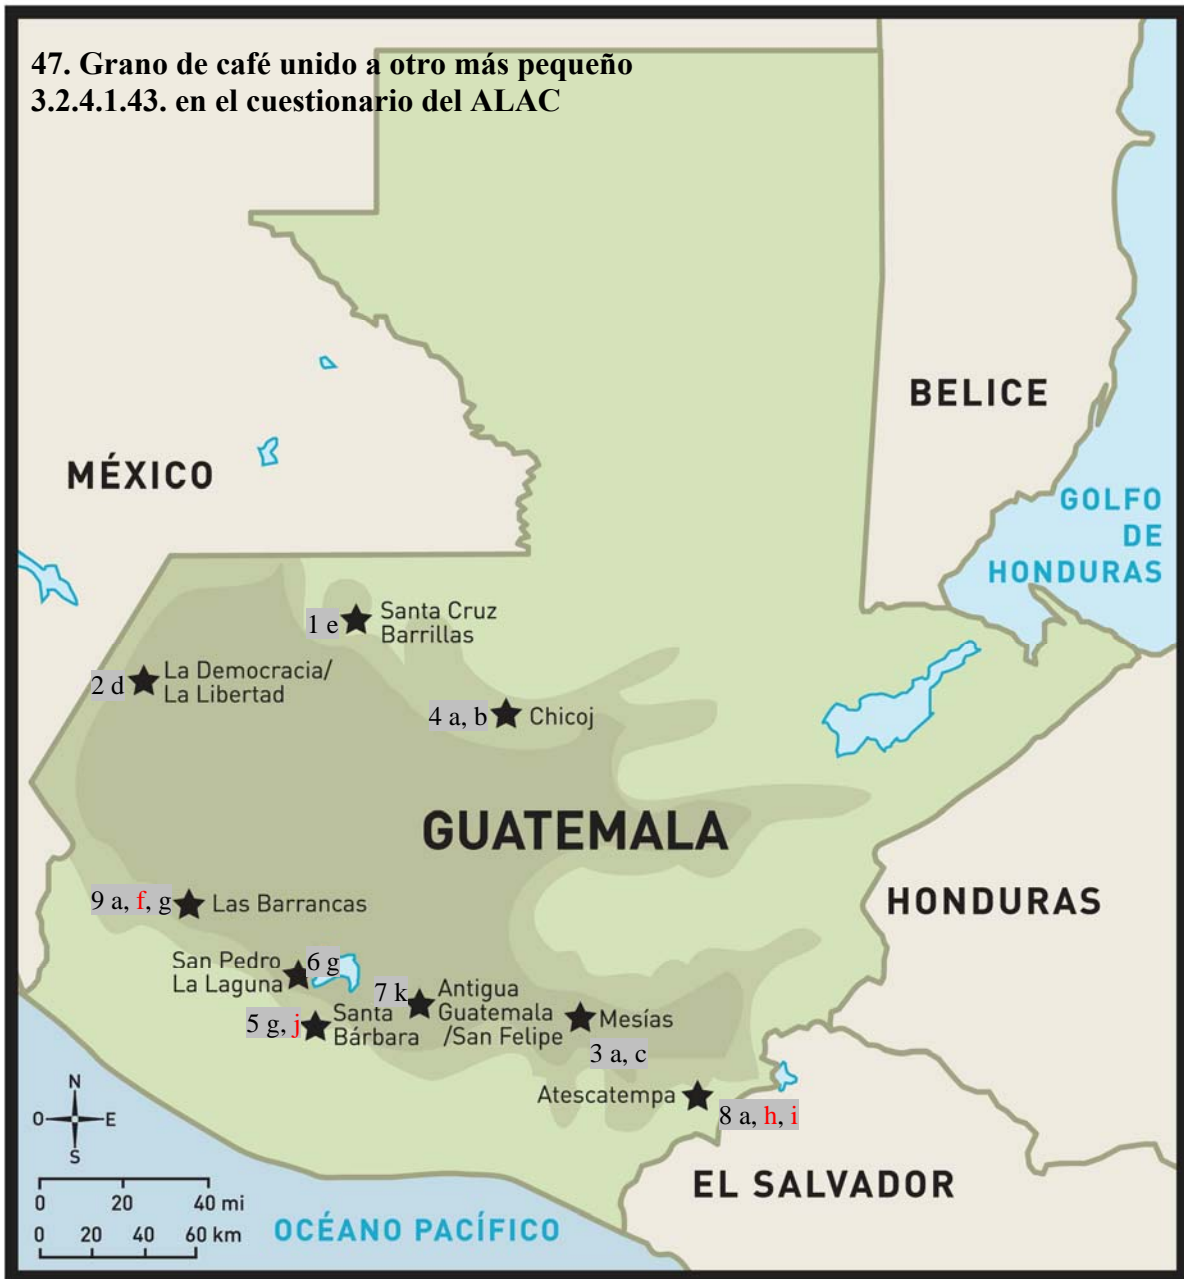 47. Grano de café unido a otro más pequeño
3.2.4.1.43. en el cuestionario del ALAC
BELICE
MÉXICO
GOLFO
DE
HONDURAS
1 e
Santa Cruz
Barrillas
2 d
La Democracia/
La Libertad
4 a, b
Chicoj
GUATEMALA
9 a, f, g
Las Barrancas
HONDURAS
San Pedro
La Laguna
6 g
7 k
Antigua
Guatemala
/San Felipe
5 g, j
Santa
Bárbara
Mesías
3 a, c
Atescatempa
8 a, h, i
N
O
E
S
0 20 40 mi
0 20 40 60 km
EL SALVADOR
OCÉANO PACÍFICO